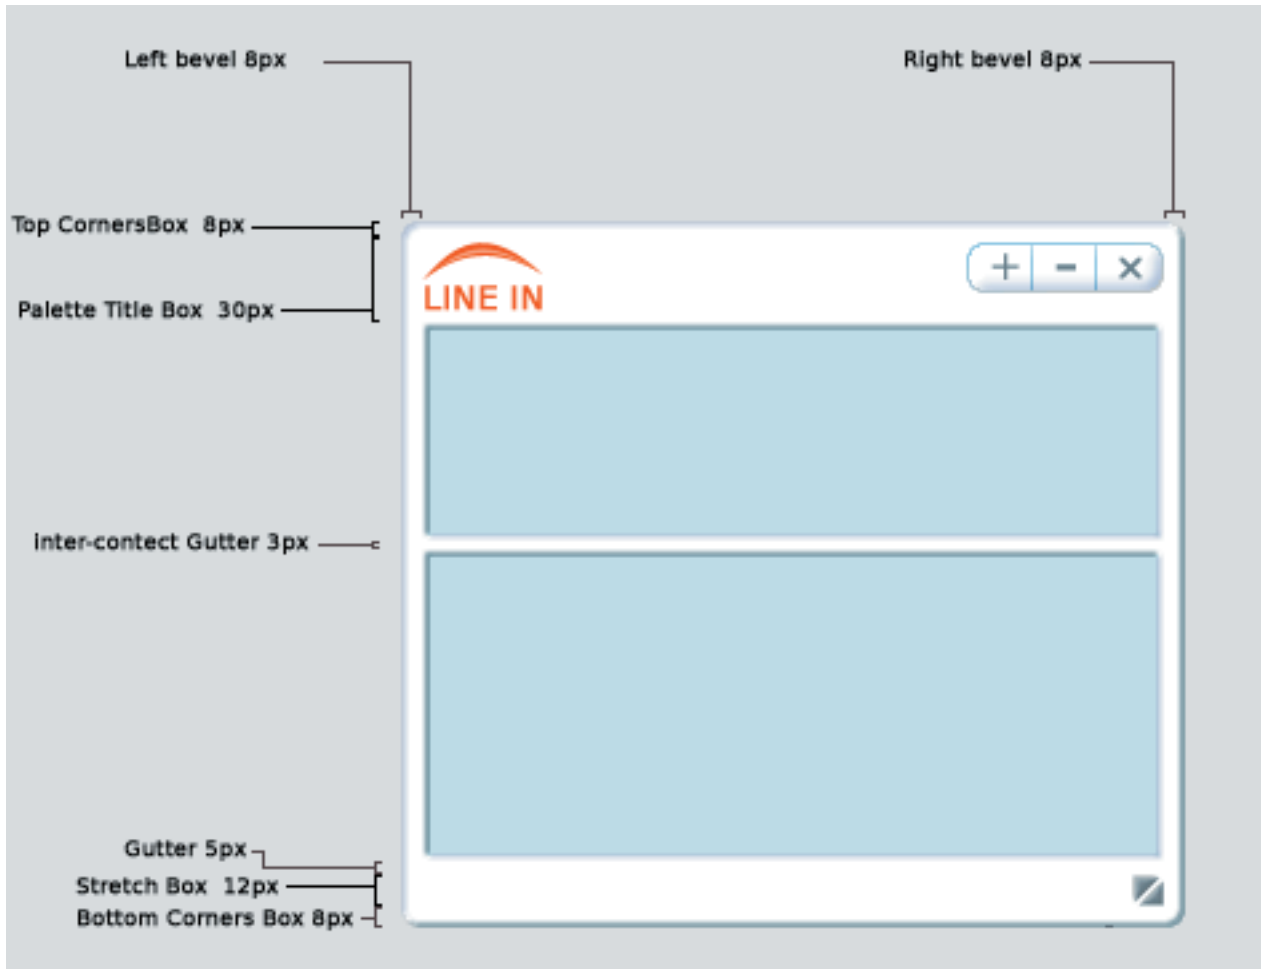 Left bevel 8px
Right bevel 8px
Top CornersBox 8px
LINE IN
Palette Title Box 30px
inter-contect Gutter 3px
Gutter 5px
Stretch Box 12px
Bottom Corners Box 8px